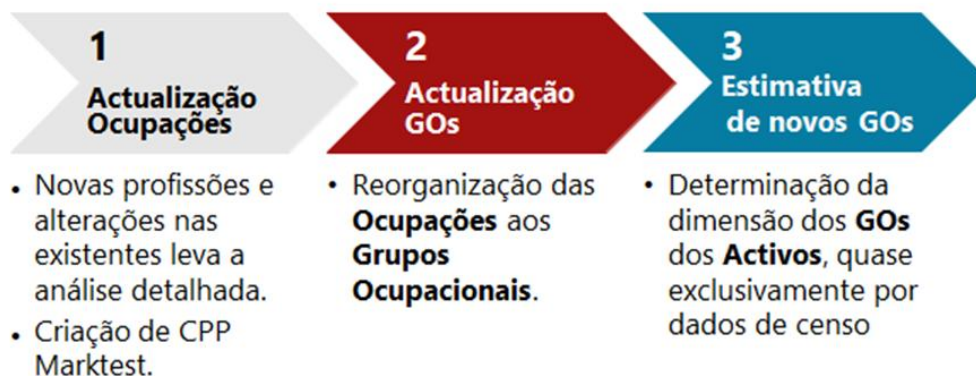 1
Actualização
Ocupações
• Novas profissões e
alterações nas
existentes leva a
análise detalhada.
• Criação de CPP
Marktest.
2
Actualização
GOs
• Reorganização das
Ocupações aos
Grupos
Ocupacionais.
3
Estimativa
de novos GOs
• Determinação da
dimensão dos GOs
dos Activos, quase
exclusivamente por
dados de censo